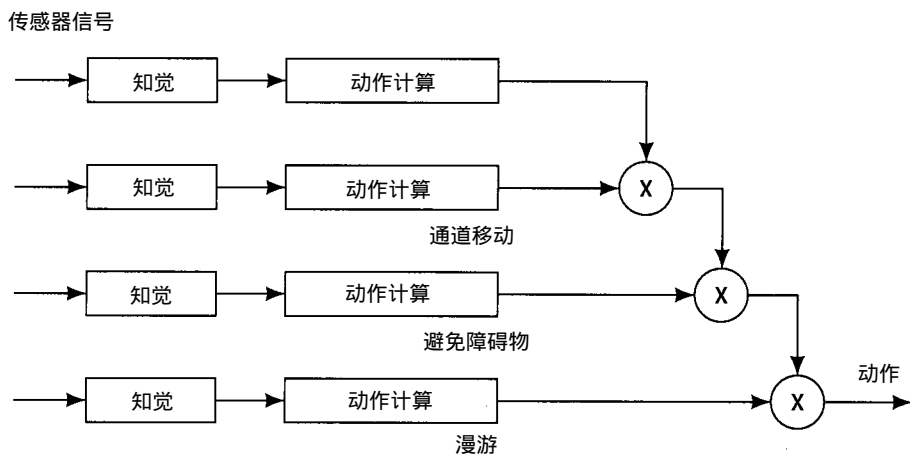 传感器信号
知觉 动作计算
知觉 动作计算 X
通道移动
知觉 动作计算 X
避免障碍物
动作
知觉 动作计算 X
漫游